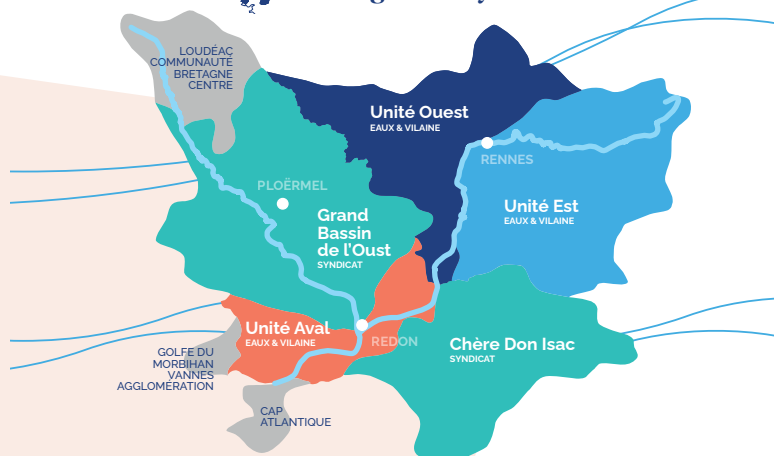 LOUDÉAC
COMMUNAUTÉ
BRETAGNE
CENTRE
Unité Ouest
EAUX & VILAINE
RENNES
PLOËRMEL
Unité Est
EAUX & VILAINE
Grand
Bassin
de l'Oust
SYNDICAT
Unité Aval
EAUX & VILAINE
REDON
Chère Don Isac
SYNDICAT
GOLFE DU
MORBIHAN
VANNES
AGGLOMÉRATION
CAP
ATLANTIQUE